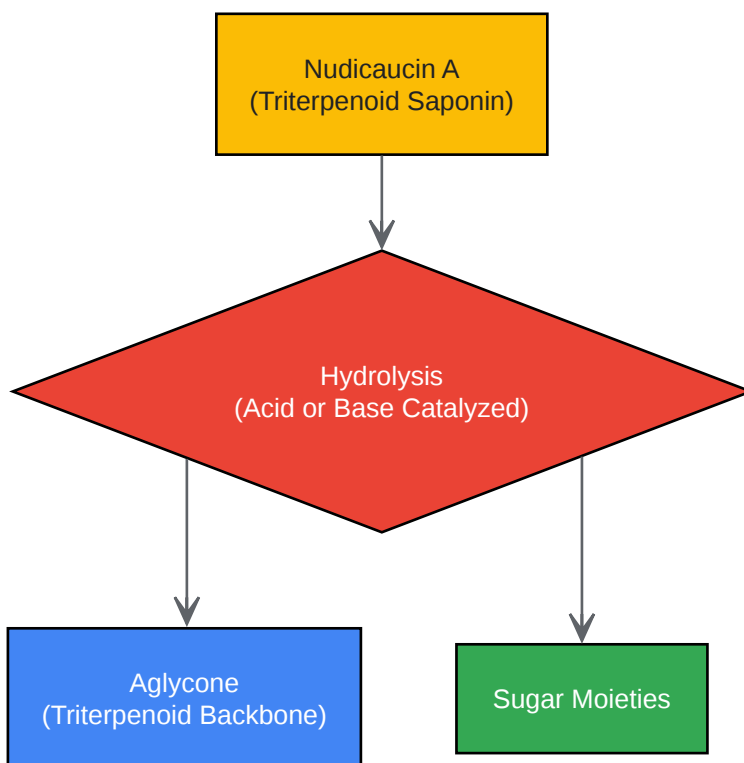 Nudicaucin A
(Triterpenoid Saponin)
Hydrolysis
(Acid or Base Catalyzed)
Aglycone
(Triterpenoid Backbone)
Sugar Moieties